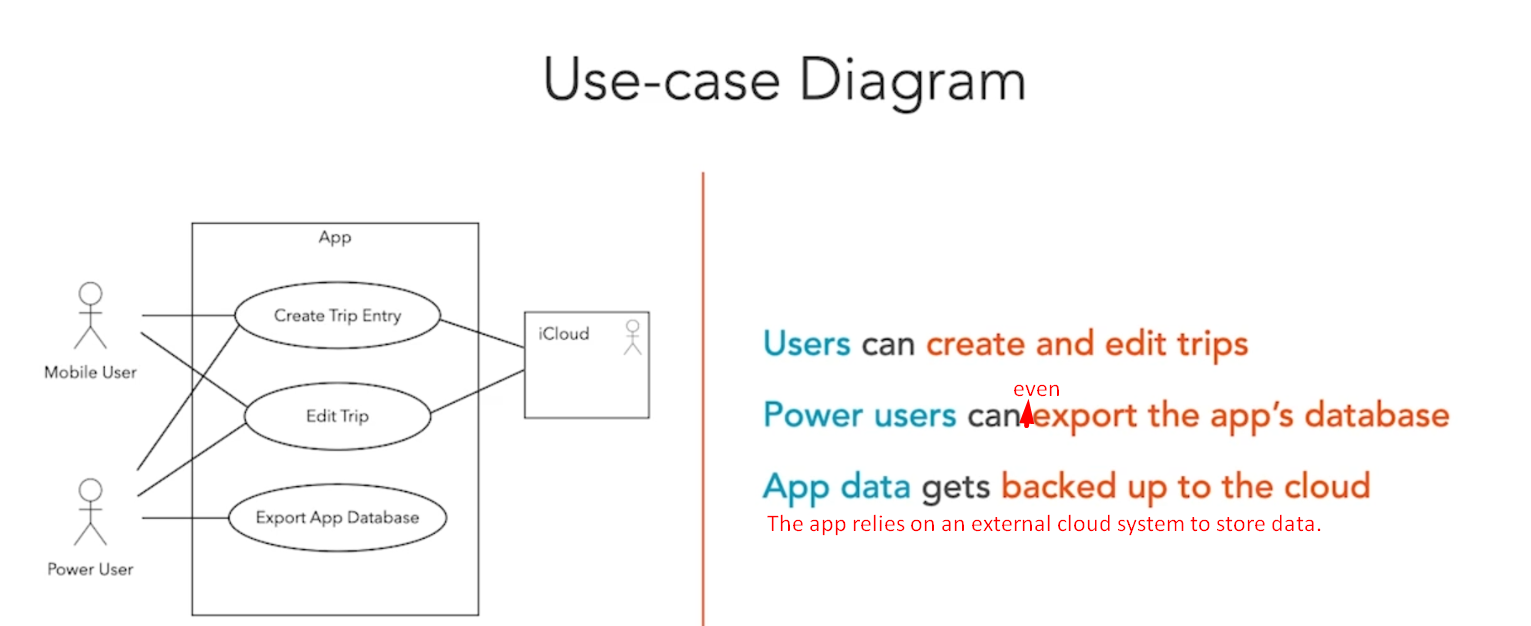 Use-case Diagram
App
Create Trip Entry
iCloud
Mobile User
Edit Trip
Export App Database
Power User
Users can create and edit trips
even
Power users can export the app's database
App data gets backed up to the cloud
The app relies on an external cloud system to store data.